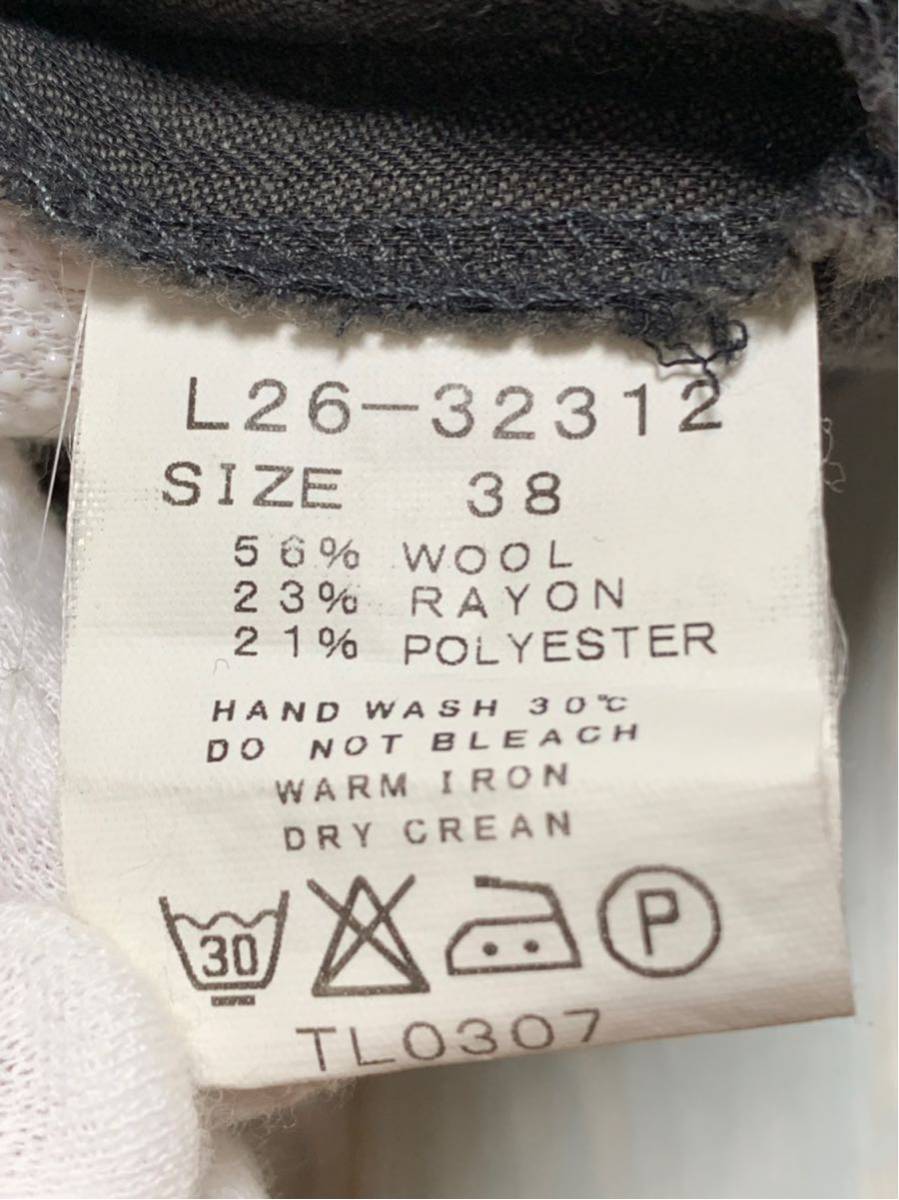 L26-32312
SIZE 38
56% WOOL
23% RAYON
21% POLYESTER
HAND WASH 30℃
DO NOT BLEACH
WARM IRON
DRY CREAN
30 P
TL0307